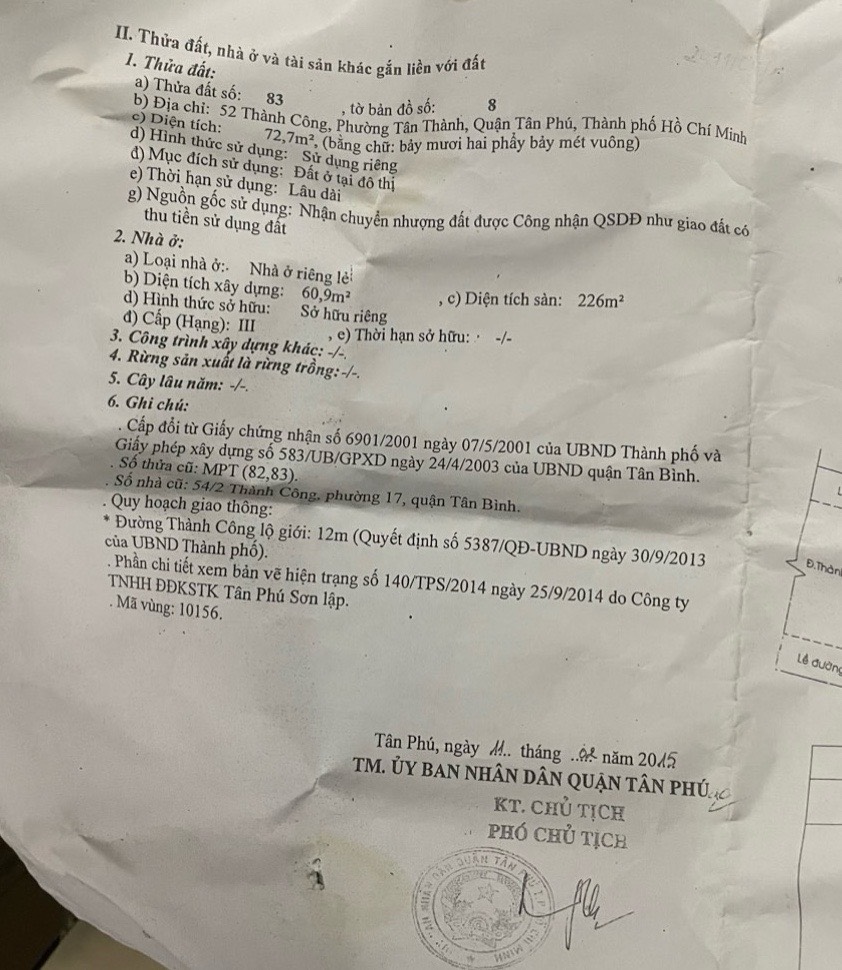 II. Thửa đất, nhà ở và tài sản khác gắn liền với đất
1. Thửa đất:
a) Thửa đất số: 83 , tờ bản đồ số: 8
b) Địa chỉ: 52 Thành Công, Phường Tân Thành, Quận Tân Phú, Thành phố Hồ Chí Minh
c) Diện tích: 72,7m², (bằng chữ: bảy mươi hai phẩy bảy mét vuông)
d) Hình thức sử dụng: Sử dụng riêng
đ) Mục đích sử dụng: Đất ở tại đô thị
e) Thời hạn sử dụng: Lâu dài
g) Nguồn gốc sử dụng: Nhận chuyển nhượng đất được Công nhận QSDĐ như giao đất có
thu tiền sử dụng đất
2. Nhà ở:
a) Loại nhà ở:. Nhà ở riêng lẻ
b) Diện tích xây dựng: 60,9m² , c) Diện tích sàn: 226m²
d) Hình thức sở hữu: Sở hữu riêng
đ) Cấp (Hạng): III , e) Thời hạn sở hữu: -/-
3. Công trình xây dựng khác: -/-.
4. Rừng sản xuất là rừng trồng: -/-.
5. Cây lâu năm: -/-.
6. Ghi chú:
. Cấp đổi từ Giấy chứng nhận số 6901/2001 ngày 07/5/2001 của UBND Thành phố và
Giấy phép xây dựng số 583/UB/GPXD ngày 24/4/2003 của UBND quận Tân Bình.
. Số thửa cũ: MPT (82,83).
. Số nhà cũ: 54/2 Thành Công, phường 17, quận Tân Bình.
. Quy hoạch giao thông:
* Đường Thành Công lộ giới: 12m (Quyết định số 5387/QĐ-UBND ngày 30/9/2013
của UBND Thành phố).
. Phần chi tiết xem bản vẽ hiện trạng số 140/TPS/2014 ngày 25/9/2014 do Công ty
TNHH ĐĐKSTK Tân Phú Sơn lập.
. Mã vùng: 10156.
Đ.Thàn
Lề đường
Tân Phú, ngày 11.. tháng ..02. năm 2015
TM. ỦY BAN NHÂN DÂN QUẬN TÂN PHÚ
KT. CHỦ TỊCH
PHÓ CHỦ TỊCH